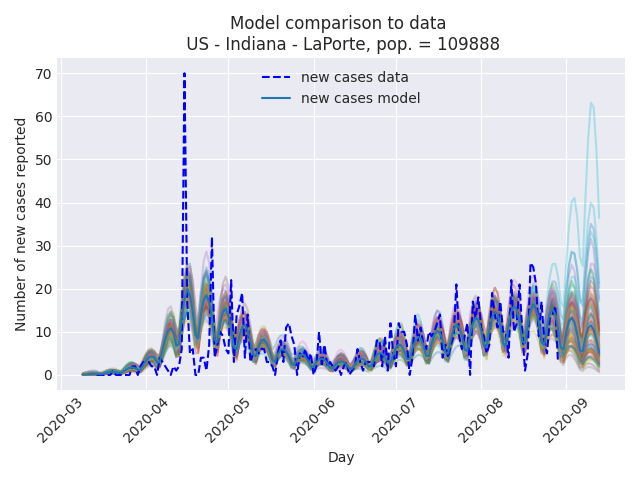 Model comparison to data
US - Indiana - LaPorte, pop. = 109888
new cases data
new cases model
Number of new cases reported
70
60
50
40
30
20
10
0
2020-03
2020-04
2020-05
2020-06
2020-07
2020-08
2020-09
Day